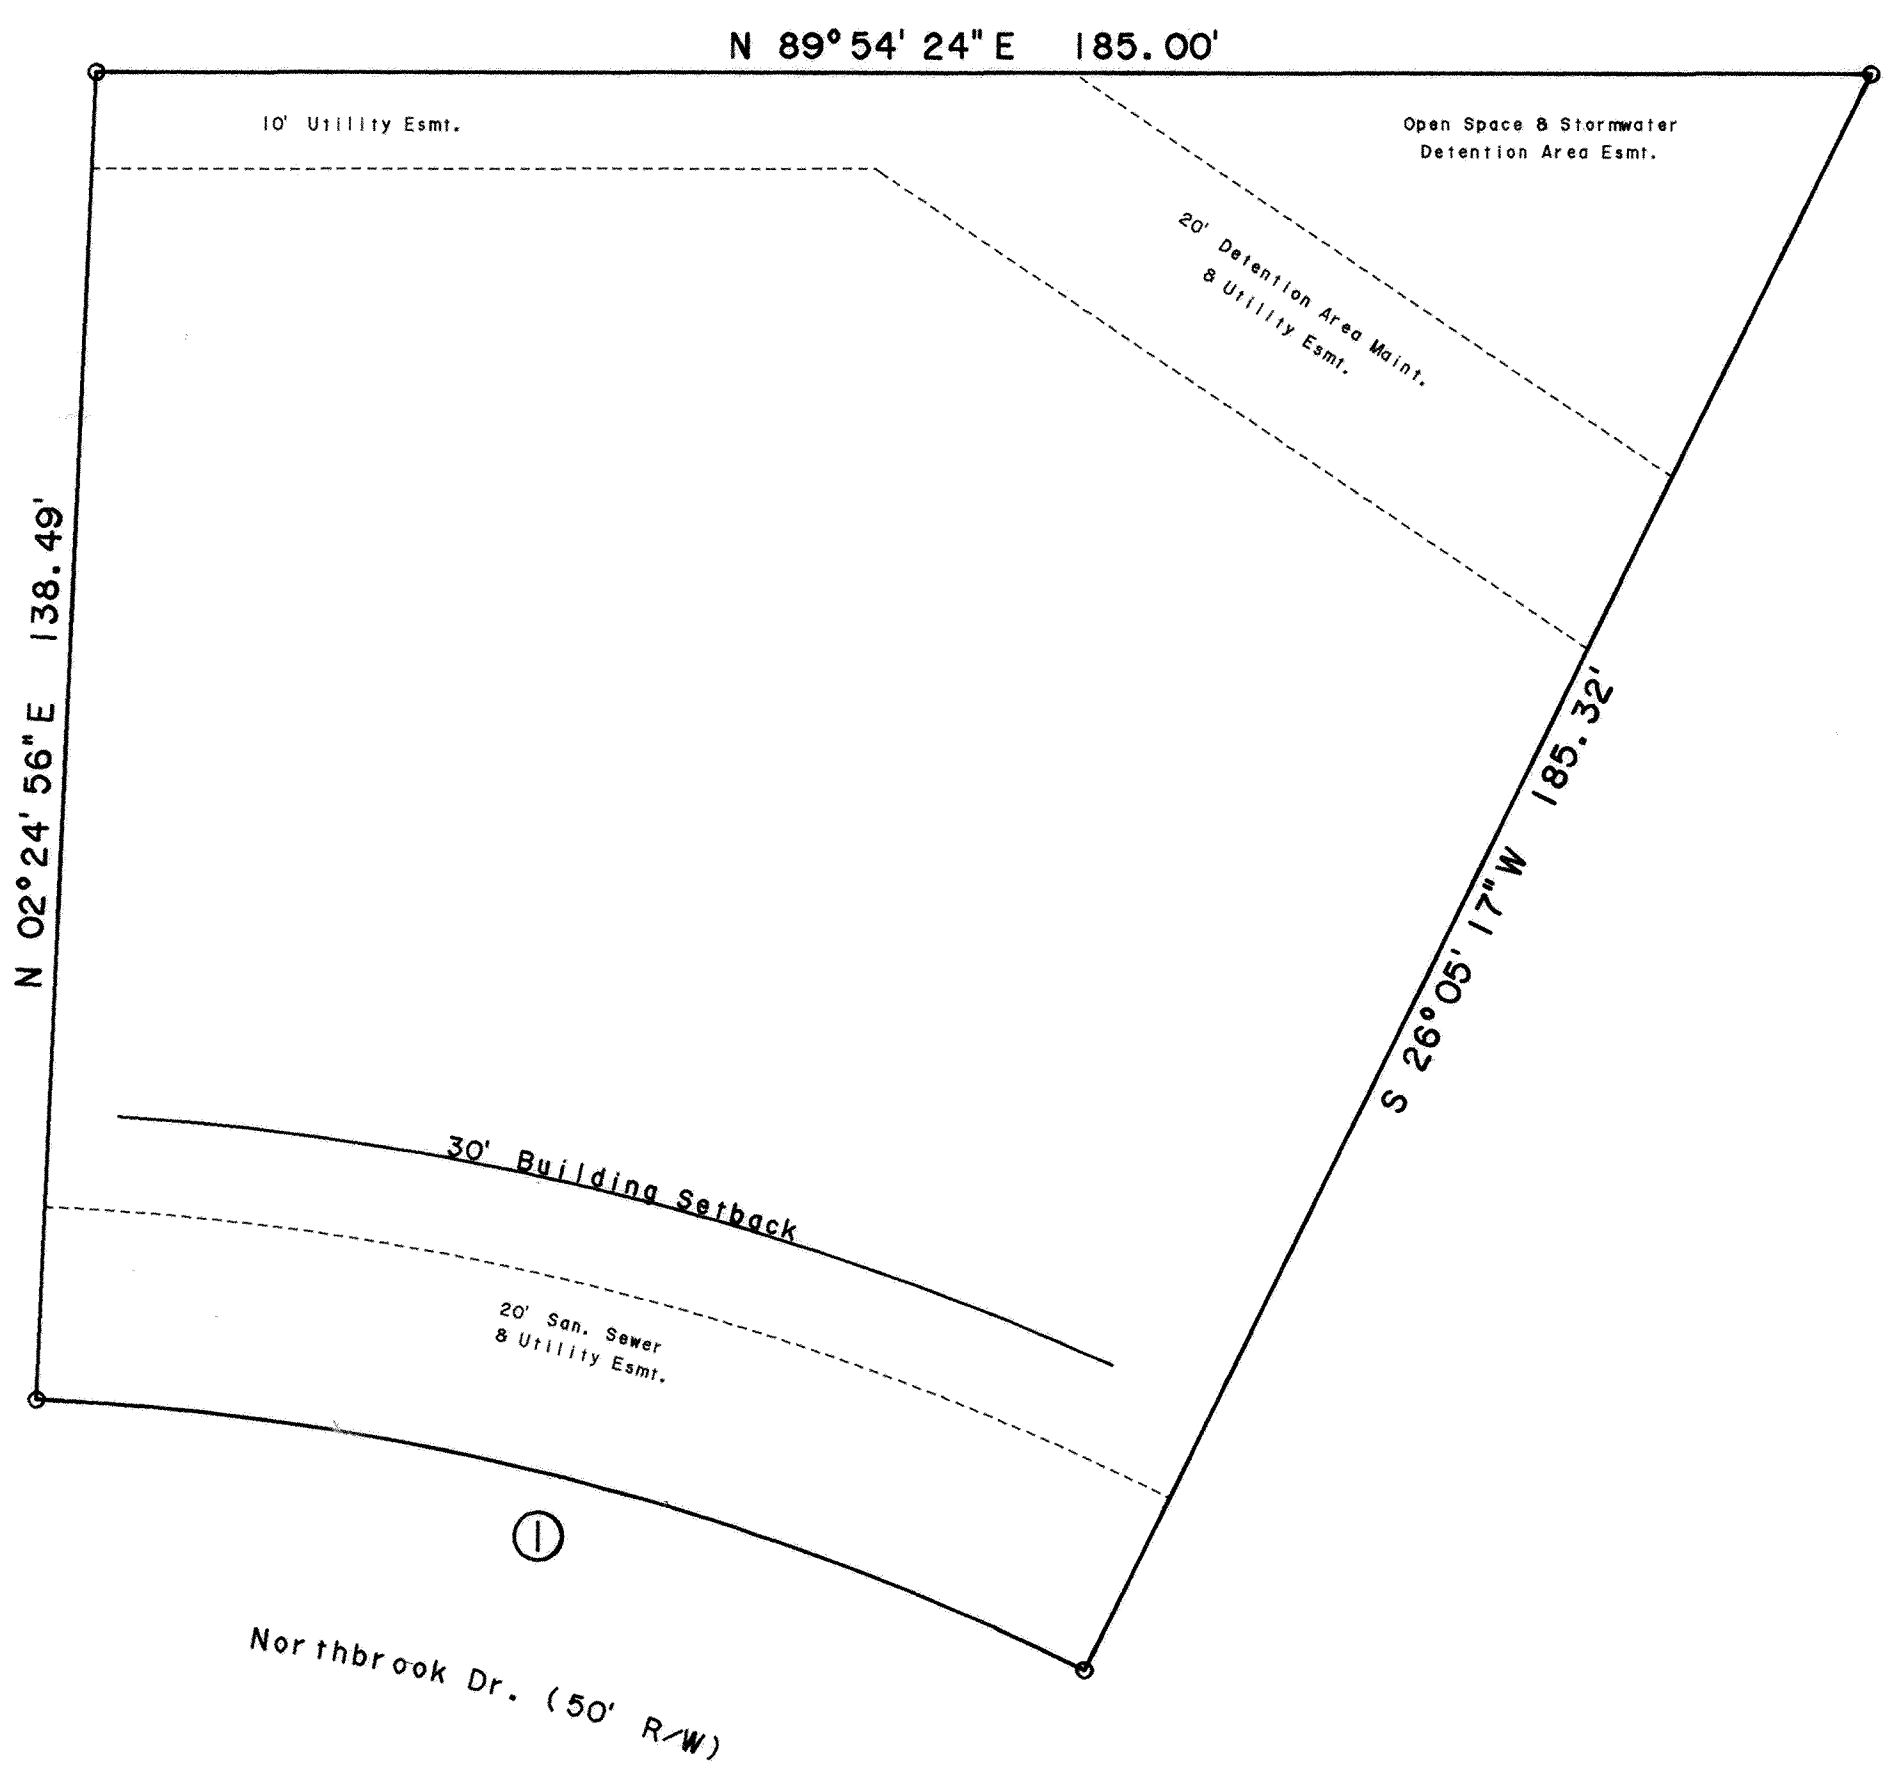 N 89° 54' 24" E 185.00'
10' Utility Esmt.
Open Space & Stormwater
Detention Area Esmt.
20' Detention Area Maint.
& Utility Esmt.
N 02° 24' 56" E 138.49'
S 26° 05' 17" W 185.32'
30' Building Setback
20' San. Sewer
& Utility Esmt.
1
Northbrook Dr. (50' R/W)